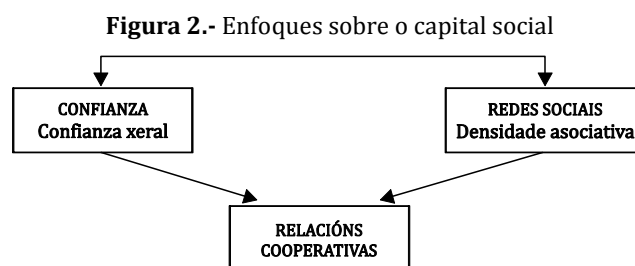 Figura 2.- Enfoques sobre o capital social
CONFIANZA
Confianza xeral
REDES SOCIAIS
Densidade asociativa
RELACIÓNS
COOPERATIVAS